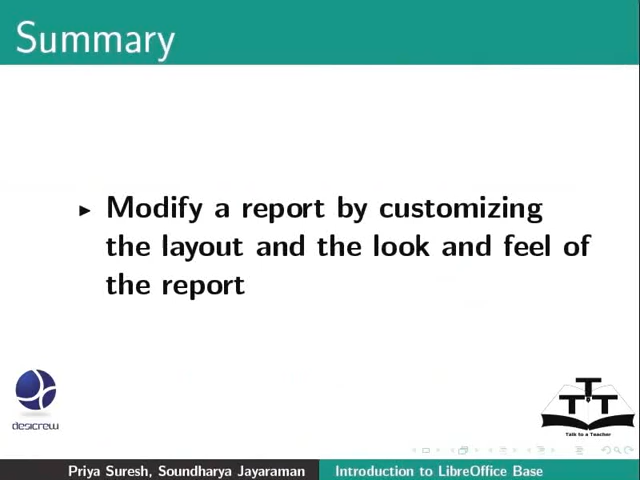 Summary
Modify a report by customizing
the layout and the look and feel of
the report
desicrew
T
T T
Talk to a Teacher
Priya Suresh, Soundharya Jayaraman
Introduction to LibreOffice Base